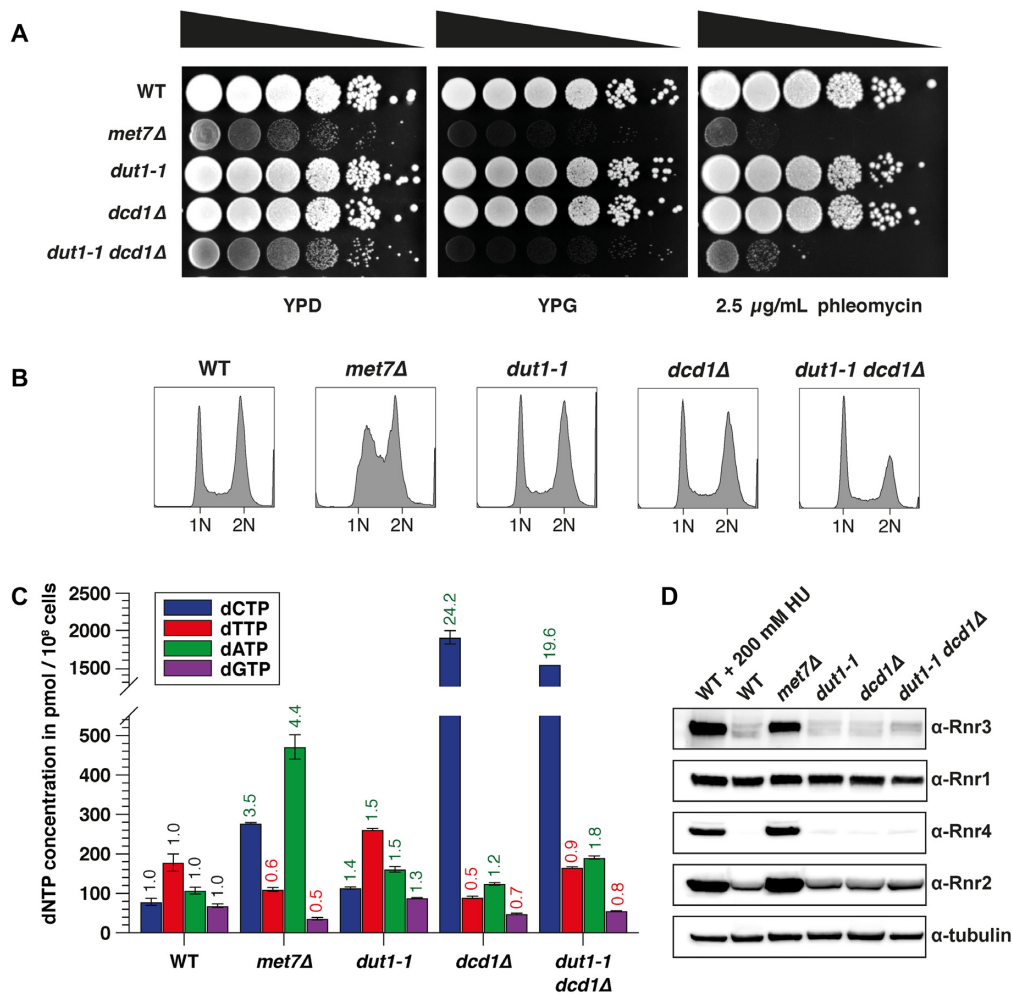 A
WT
met7Δ
dut1-1
dcd1Δ
dut1-1 dcd1Δ
YPD
YPG
2.5 µg/mL phleomycin
B
WT
met7Δ
dut1-1
dcd1Δ
dut1-1 dcd1Δ
1N 2N
1N 2N
1N 2N
1N 2N
1N 2N
C
dNTP concentration in pmol / 10⁸ cells
2500
2000
1500
500
400
300
200
100
0
dCTP
dTTP
dATP
dGTP
1.0 1.0 1.0 1.0
3.5 0.6 4.4 0.5
1.4 1.5 1.5 1.3
24.2 0.5 1.2 0.7
19.6 0.9 1.8 0.8
WT
met7Δ
dut1-1
dcd1Δ
dut1-1
dcd1Δ
D
WT + 200 mM HU
WT
met7Δ
dut1-1
dcd1Δ
dut1-1 dcd1Δ
α-Rnr3
α-Rnr1
α-Rnr4
α-Rnr2
α-tubulin